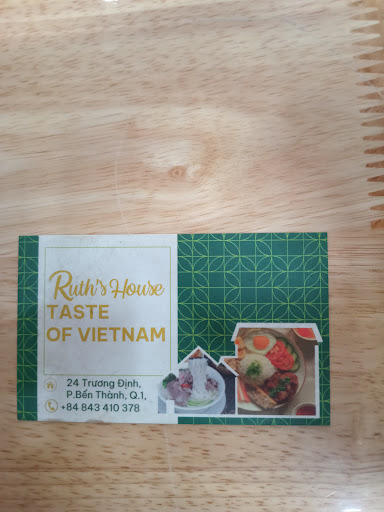 Ruth's House
TASTE
OF VIETNAM
24 Trương Định,
P.Bến Thành, Q.1,
+84 843 410 378